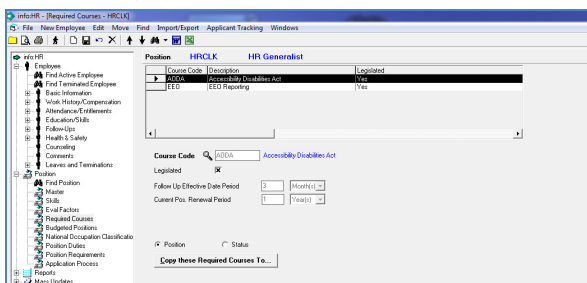 info:HR - [Required Courses - HRCLK]
File New Employee Edit Move Find Import/Export Applicant Tracking Windows
info:HR
Employee
Find Active Employee
Find Terminated Employee
Basic Information
Work History/Compensation
Attendance/Entitlements
Education/Skills
Follow-Ups
Health & Safety
Counseling
Comments
Leaves and Terminations
Position
Find Position
Master
Skills
Eval Factors
Required Courses
Budgeted Positions
National Occupation Classificatio
Position Duties
Position Requirements
Application Process
Reports
Mass Updates
Position HRCLK HR Generalist
Course Code Description Legislated
AODA Accessibility Disabilities Act Yes
EEO EEO Reporting Yes
Course Code AODA Accessibility Disabilities Act
Legislated
Follow Up Effective Date Period 3 Month(s)
Current Pos. Renewal Period 1 Year(s)
Position Status
Copy these Required Courses To...